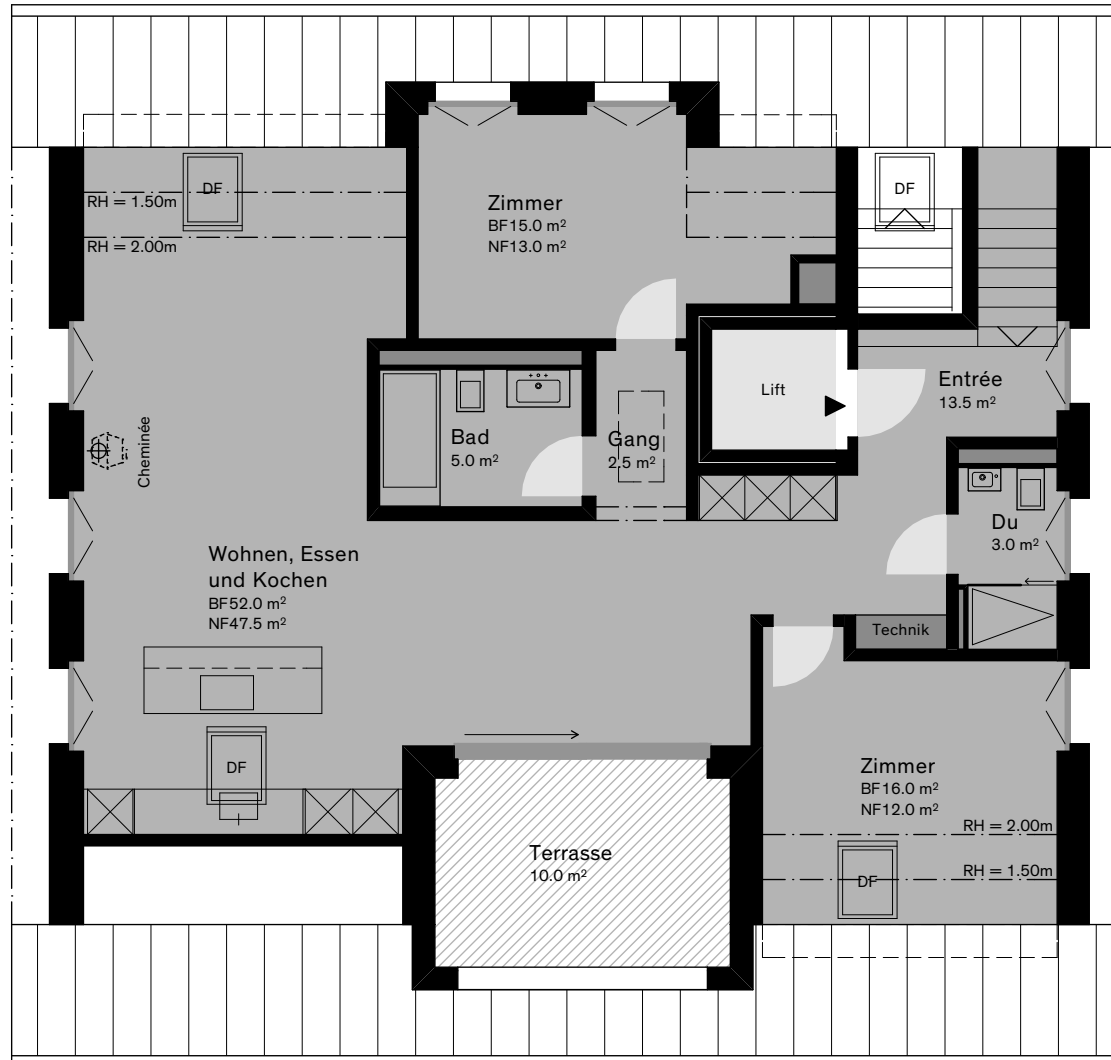 DF
RH = 1.50m
RH = 2.00m
Zimmer
BF15.0 m²
NF13.0 m²
DF
Lift
Entrée
13.5 m²
Cheminée
Bad
5.0 m²
Gang
2.5 m²
Du
3.0 m²
Wohnen, Essen
und Kochen
BF52.0 m²
NF47.5 m²
Technik
DF
Zimmer
BF16.0 m²
NF12.0 m²
RH = 2.00m
RH = 1.50m
DF
Terrasse
10.0 m²